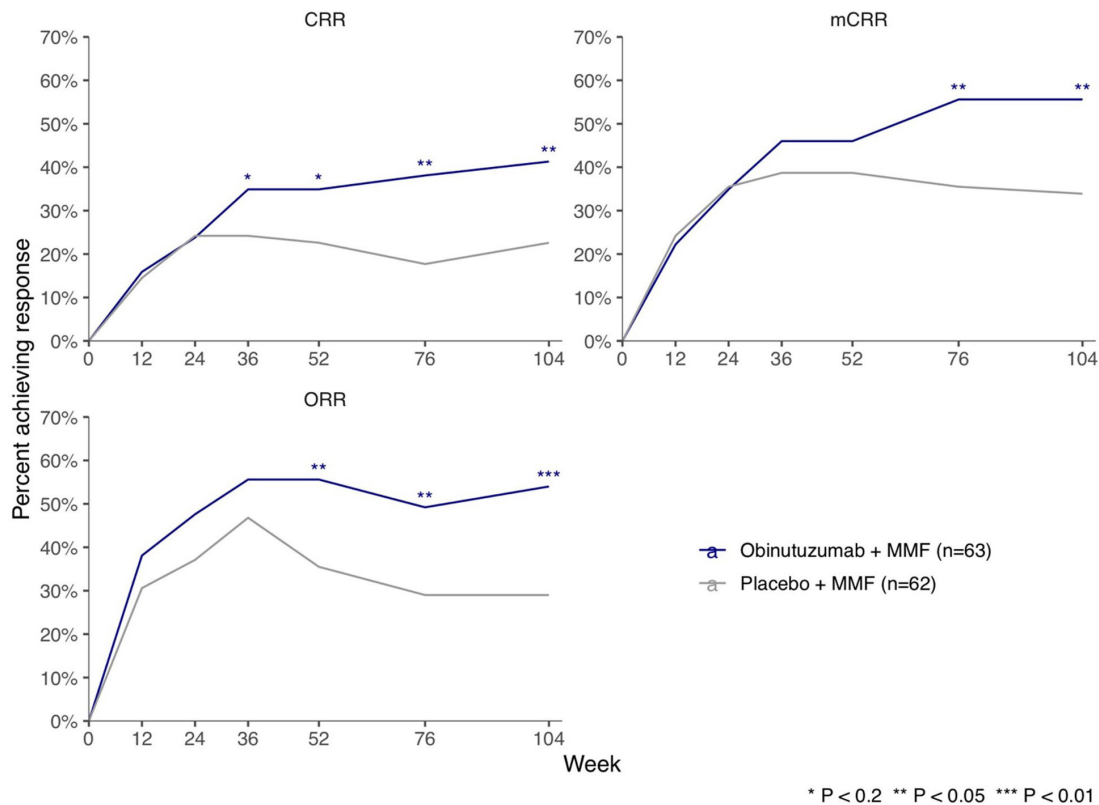 CRR
mCRR
70%
60%
50%
40%
30%
20%
10%
0%
* * ** **
0 12 24 36 52 76 104
70%
60%
50%
40%
30%
20%
10%
0%
** **
0 12 24 36 52 76 104
ORR
70%
60%
50%
40%
30%
20%
10%
0%
** ** ***
0 12 24 36 52 76 104
Percent achieving response
Week
a Obinutuzumab + MMF (n=63)
a Placebo + MMF (n=62)
* P < 0.2 ** P < 0.05 *** P < 0.01